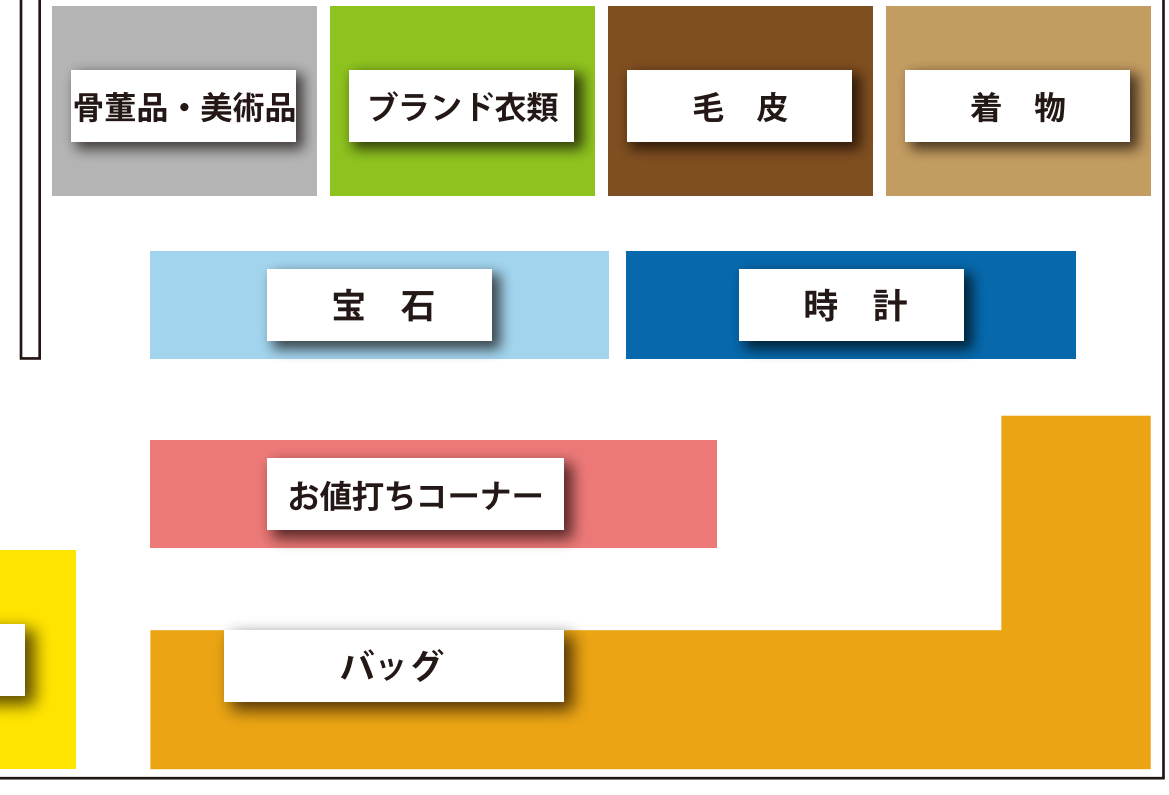 骨董品・美術品
ブランド衣類
毛　皮
着　物
宝　石
時　計
お値打ちコーナー
バッグ